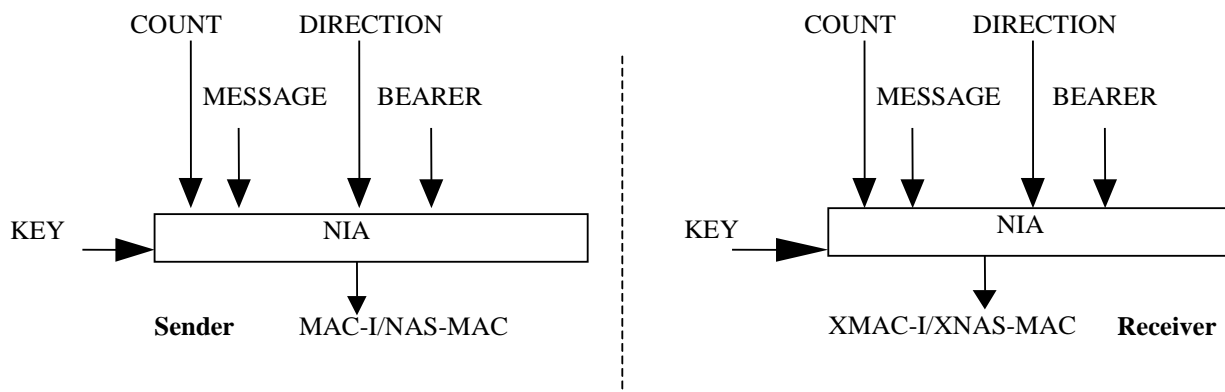 COUNT DIRECTION
MESSAGE BEARER
KEY NIA
Sender MAC-I/NAS-MAC
COUNT DIRECTION
MESSAGE BEARER
KEY NIA
XMAC-I/XNAS-MAC Receiver